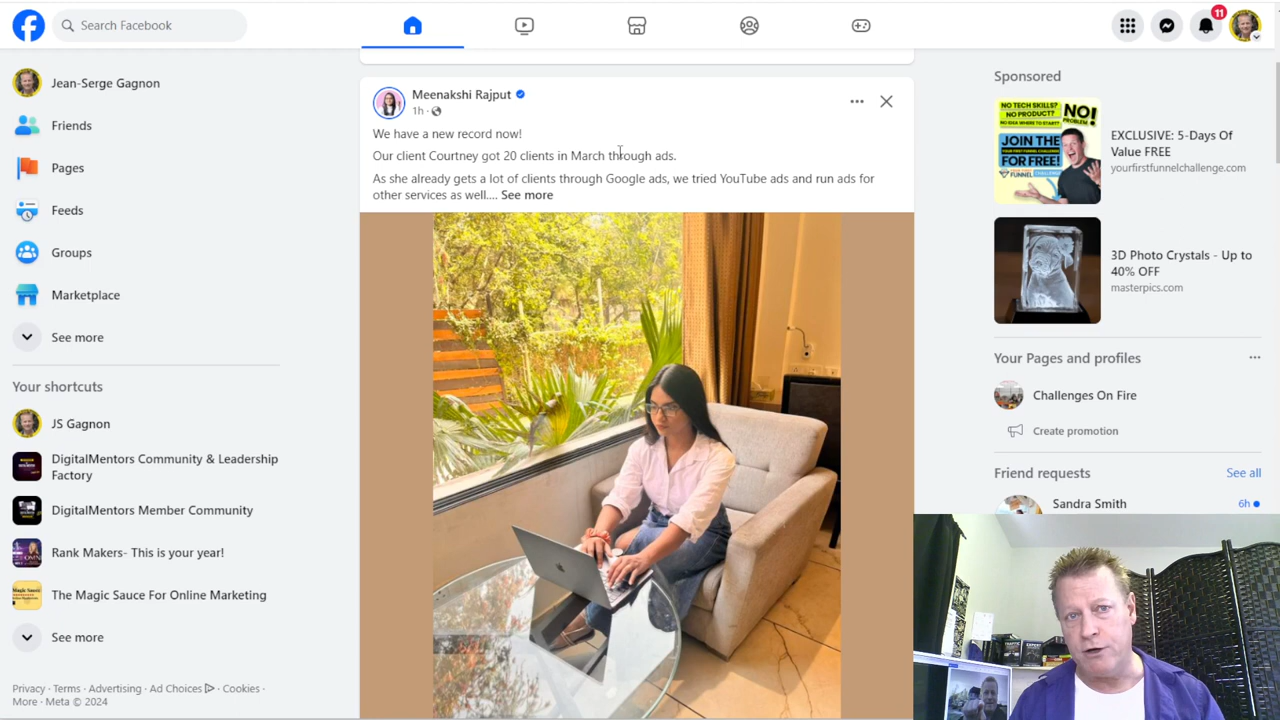 Search Facebook
11
Jean-Serge Gagnon
Friends
Pages
Feeds
Groups
Marketplace
See more
Your shortcuts
JS Gagnon
DigitalMentors Community & Leadership
Factory
DigitalMentors Member Community
Rank Makers- This is your year!
The Magic Sauce For Online Marketing
See more
Privacy · Terms · Advertising · Ad Choices · Cookies ·
More · Meta © 2024
Meenakshi Rajput
1h ·
We have a new record now!
Our client Courtney got 20 clients in March through ads.
As she already gets a lot of clients through Google ads, we tried YouTube ads and run ads for
other services as well.... See more
Sponsored
NO TECH SKILLS?
NO PRODUCT?
NO IDEA WHERE TO START?
NO!
PROBLEM
JOIN THE
YOUR FIRST FUNNEL CHALLENGE
FOR FREE!
EXCLUSIVE: 5-Days Of
Value FREE
yourfirstfunnelchallenge.com
3D Photo Crystals - Up to
40% OFF
masterpics.com
Your Pages and profiles
Challenges On Fire
Create promotion
Friend requests
See all
Sandra Smith
6h